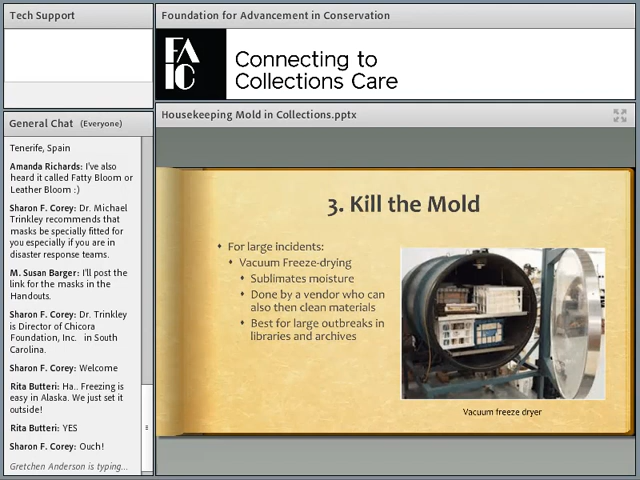 Tech Support
Foundation for Advancement in Conservation
FA
IC
Connecting to
Collections Care
General Chat (Everyone)
Tenerife, Spain
Amanda Richards: I've also
heard it called Fatty Bloom or
Leather Bloom :)
Sharon F. Corey: Dr. Michael
Trinkley recommends that
masks be specially fitted for
you especially if you are in
disaster response teams.
M. Susan Barger: I'll post the
link for the masks in the
Handouts.
Sharon F. Corey: Dr. Trinkley
is Director of Chicora
Foundation, Inc. in South
Carolina.
Sharon F. Corey: Welcome
Rita Butteri: Ha.. Freezing is
easy in Alaska. We just set it
outside!
Rita Butteri: YES
Sharon F. Corey: Ouch!
Gretchen Anderson is typing...
Housekeeping Mold in Collections.pptx
3. Kill the Mold
For large incidents:
Vacuum Freeze-drying
Sublimates moisture
Done by a vendor who can
also then clean materials
Best for large outbreaks in
libraries and archives
Vacuum freeze dryer